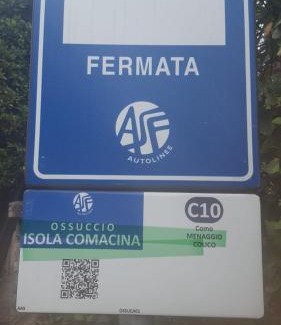 FERMATA
ASF
AUTOLINEE
ASF
OSSUCCIO
ISOLA COMACINA
C10
Como
MENAGGIO
COLICO